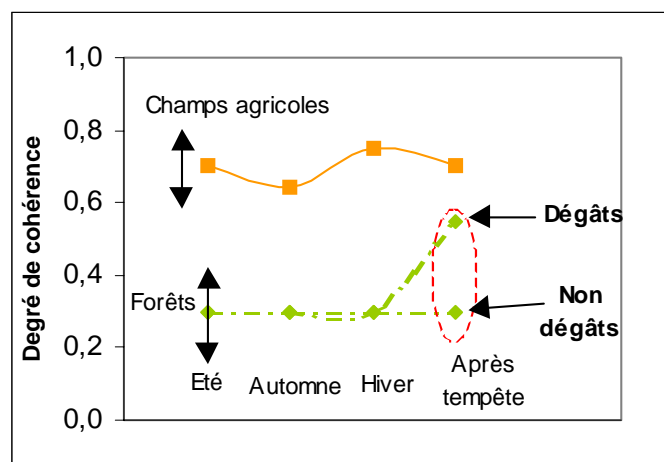 1,0
Champs agricoles
0,8
0,6
Dégâts
0,4
Forêts
Non
dégâts
0,2
Eté
Automne
Hiver
Après
tempête
0,0
Degré de cohérence